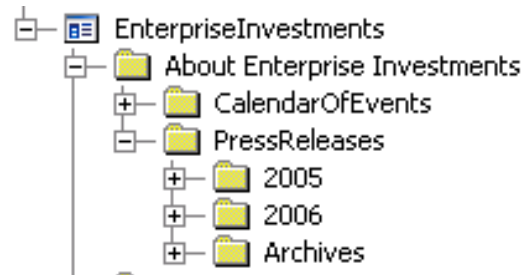 EnterpriseInvestments
About Enterprise Investments
CalendarOfEvents
PressReleases
2005
2006
Archives